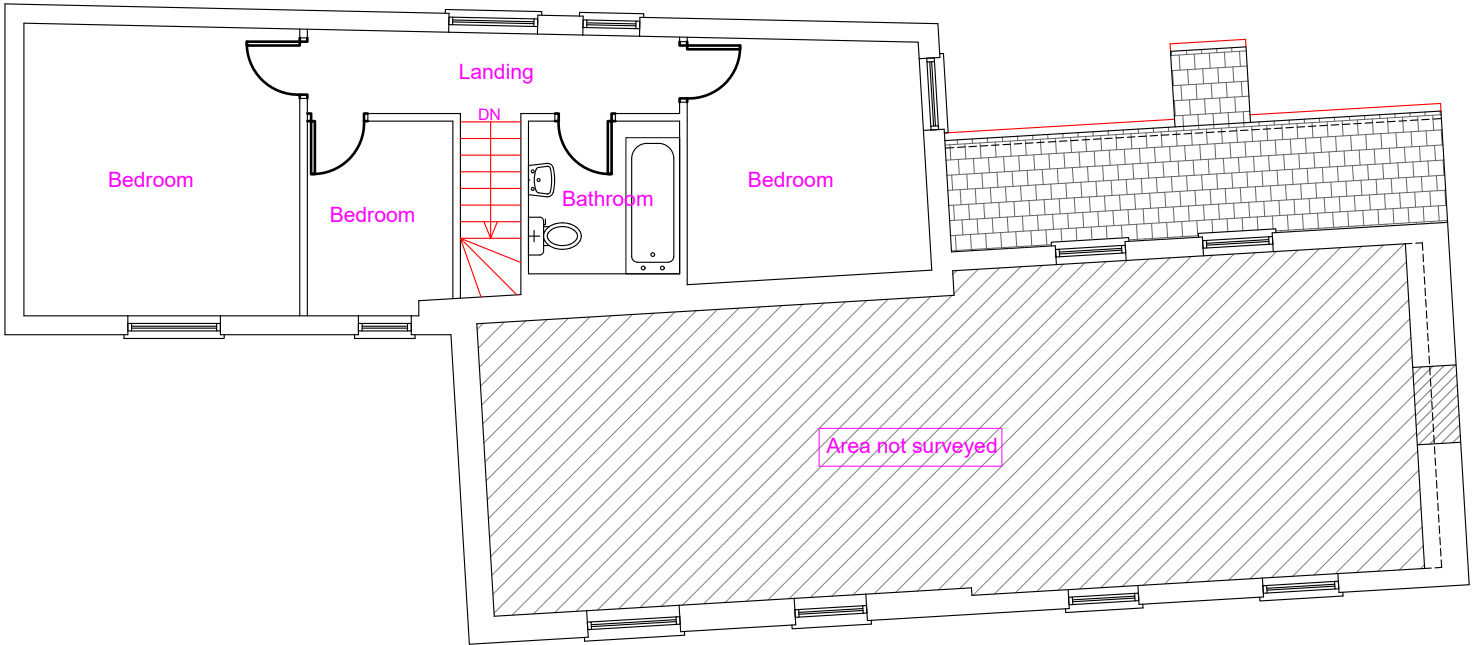 Landing
DN
Bedroom
Bedroom
Bathroom
Bedroom
Area not surveyed